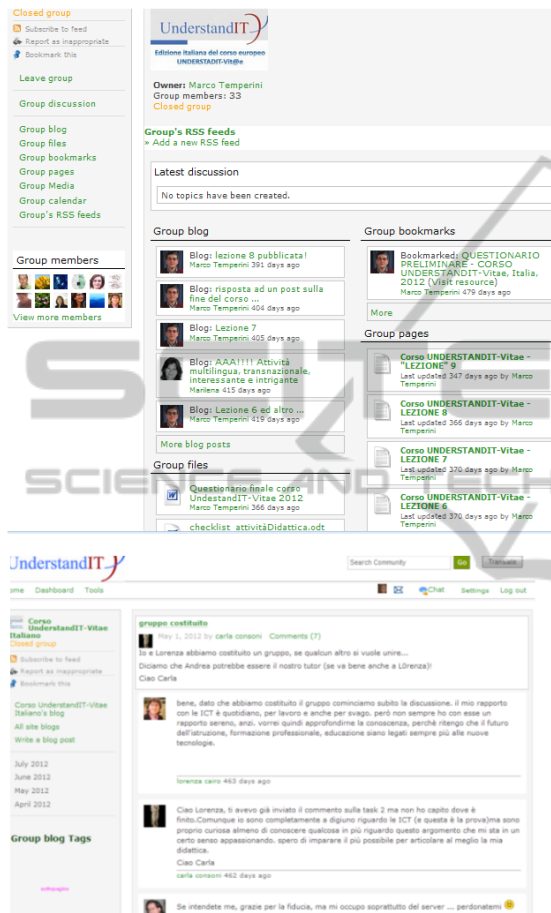 Closed group
Subscribe to feed
Report as inappropriate
Bookmark this
Leave group
Group discussion
Group blog
Group files
Group bookmarks
Group pages
Group Media
Group calendar
Group's RSS feeds
Group members
View more members
UnderstandIT
Edizione Italiana del corso europeo
UNDERSTADIT-Vit@e
Owner: Marco Temperini
Group members: 33
Closed group
Group's RSS feeds
» Add a new RSS feed
Latest discussion
No topics have been created.
Group blog
Blog: lezione 8 pubblicata!
Marco Temperini 391 days ago
Blog: risposta ad un post sulla
fine del corso ...
Marco Temperini 404 days ago
Blog: Lezione 7
Marco Temperini 405 days ago
Blog: AAA!!!! Attività
multilingua, transnazionale,
interessante e intrigante
Marilena 415 days ago
Blog: Lezione 6 ed altro ...
Marco Temperini 419 days ago
More blog posts
Group files
Questionario finale corso
UndestandIT-Vitae 2012
Marco Temperini 366 days ago
checklist_attivitàDidattica.odt
Group bookmarks
Bookmarked: QUESTIONARIO
PRELIMINARE - CORSO
UNDERSTANDIT-Vitae, Italia,
2012 (Visit resource)
Marco Temperini 479 days ago
More
Group pages
Corso UNDERSTANDIT-Vitae -
"LEZIONE" 9
Last updated 347 days ago by Marco
Temperini
Corso UNDERSTANDIT-Vitae -
LEZIONE 8
Last updated 366 days ago by Marco
Temperini
Corso UNDERSTANDIT-Vitae -
LEZIONE 7
Last updated 370 days ago by Marco
Temperini
Corso UNDERSTANDIT-Vitae -
LEZIONE 6
Last updated 370 days ago by Marco
Temperini
SCIENCE AND TECH
UnderstandIT
Search Community
Go
Translate
ome Dashboard Tools
Chat Settings Log out
Corso
UnderstandIT-Vitae
Italiano
Closed group
Subscribe to feed
Report as inappropriate
Bookmark this
Corso UnderstandIT-Vitae
Italiano's blog
All site blogs
Write a blog post
July 2012
June 2012
May 2012
April 2012
Group blog Tags
gruppo costituito
May 1, 2012 by carla consoni Comments (7)
Io e Lorenza abbiamo costituito un gruppo, se qualcun altro si vuole unire...
Diciamo che Andrea potrebbe essere il nostro tutor (se va bene anche a LOrenza)!
Ciao Carla
bene, dato che abbiamo costituito il gruppo cominciamo subito la discussione. il mio rapporto
con le ICT è quotidiano, per lavoro e anche per svago. però non sempre ho con esse un
rapporto sereno, anzi. vorrei quindi approfondirne la conoscenza, perchè ritengo che il futuro
dell'istruzione, formazione professionale, educazione siano legati sempre più alle nuove
tecnologie.
lorenza cairo 463 days ago
Ciao Lorenza, ti avevo già inviato il commento sulla task 2 ma non ho capito dove è
finito.Comunque io sono completamente a digiuno riguardo le ICT (e questa è la prova)ma sono
proprio curiosa almeno di conoscere qualcosa in più riguardo questo argomento che mi sta in un
certo senso appassionando. spero di imparare il più possibile per articolare al meglio la mia
didattica.
Ciao Carla
carla consoni 462 days ago
Se intendete me, grazie per la fiducia, ma mi occupo soprattutto del server ... perdonatemi